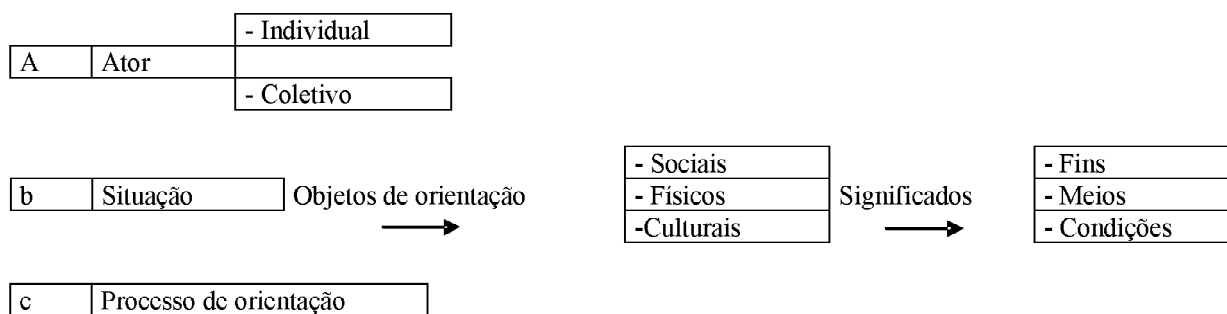 - Individual
A Ator
- Coletivo
- Sociais - Fins
b Situação Objetos de orientação - Físicos Significados - Meios
-Culturais - Condições
c Processo de orientação